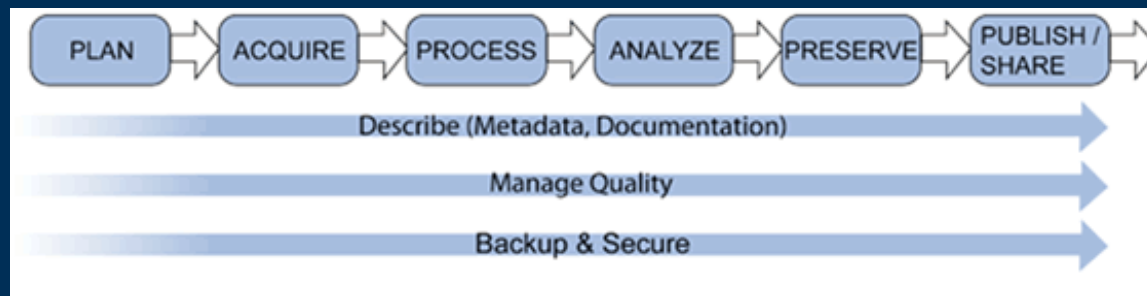 PLAN
ACQUIRE
PROCESS
ANALYZE
PRESERVE
PUBLISH /
SHARE
Describe (Metadata, Documentation)
Manage Quality
Backup & Secure